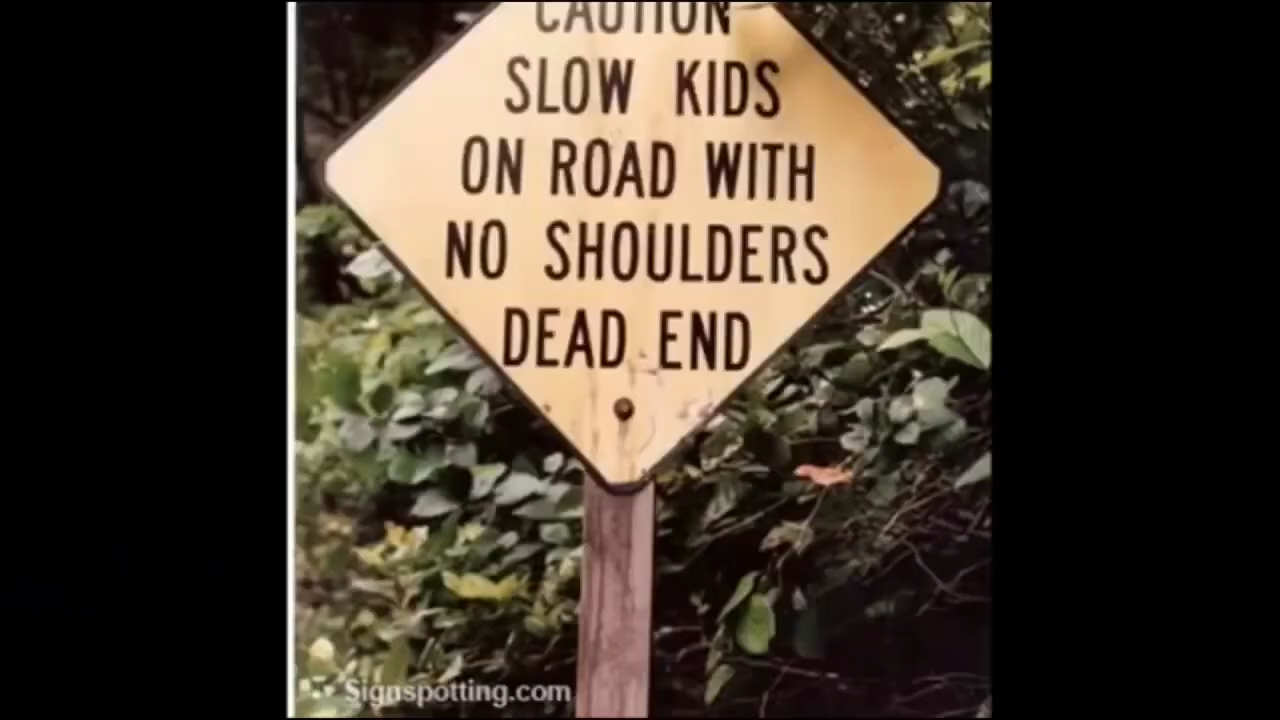 CAUTION
SLOW KIDS
ON ROAD WITH
NO SHOULDERS
DEAD END
Signspotting.com